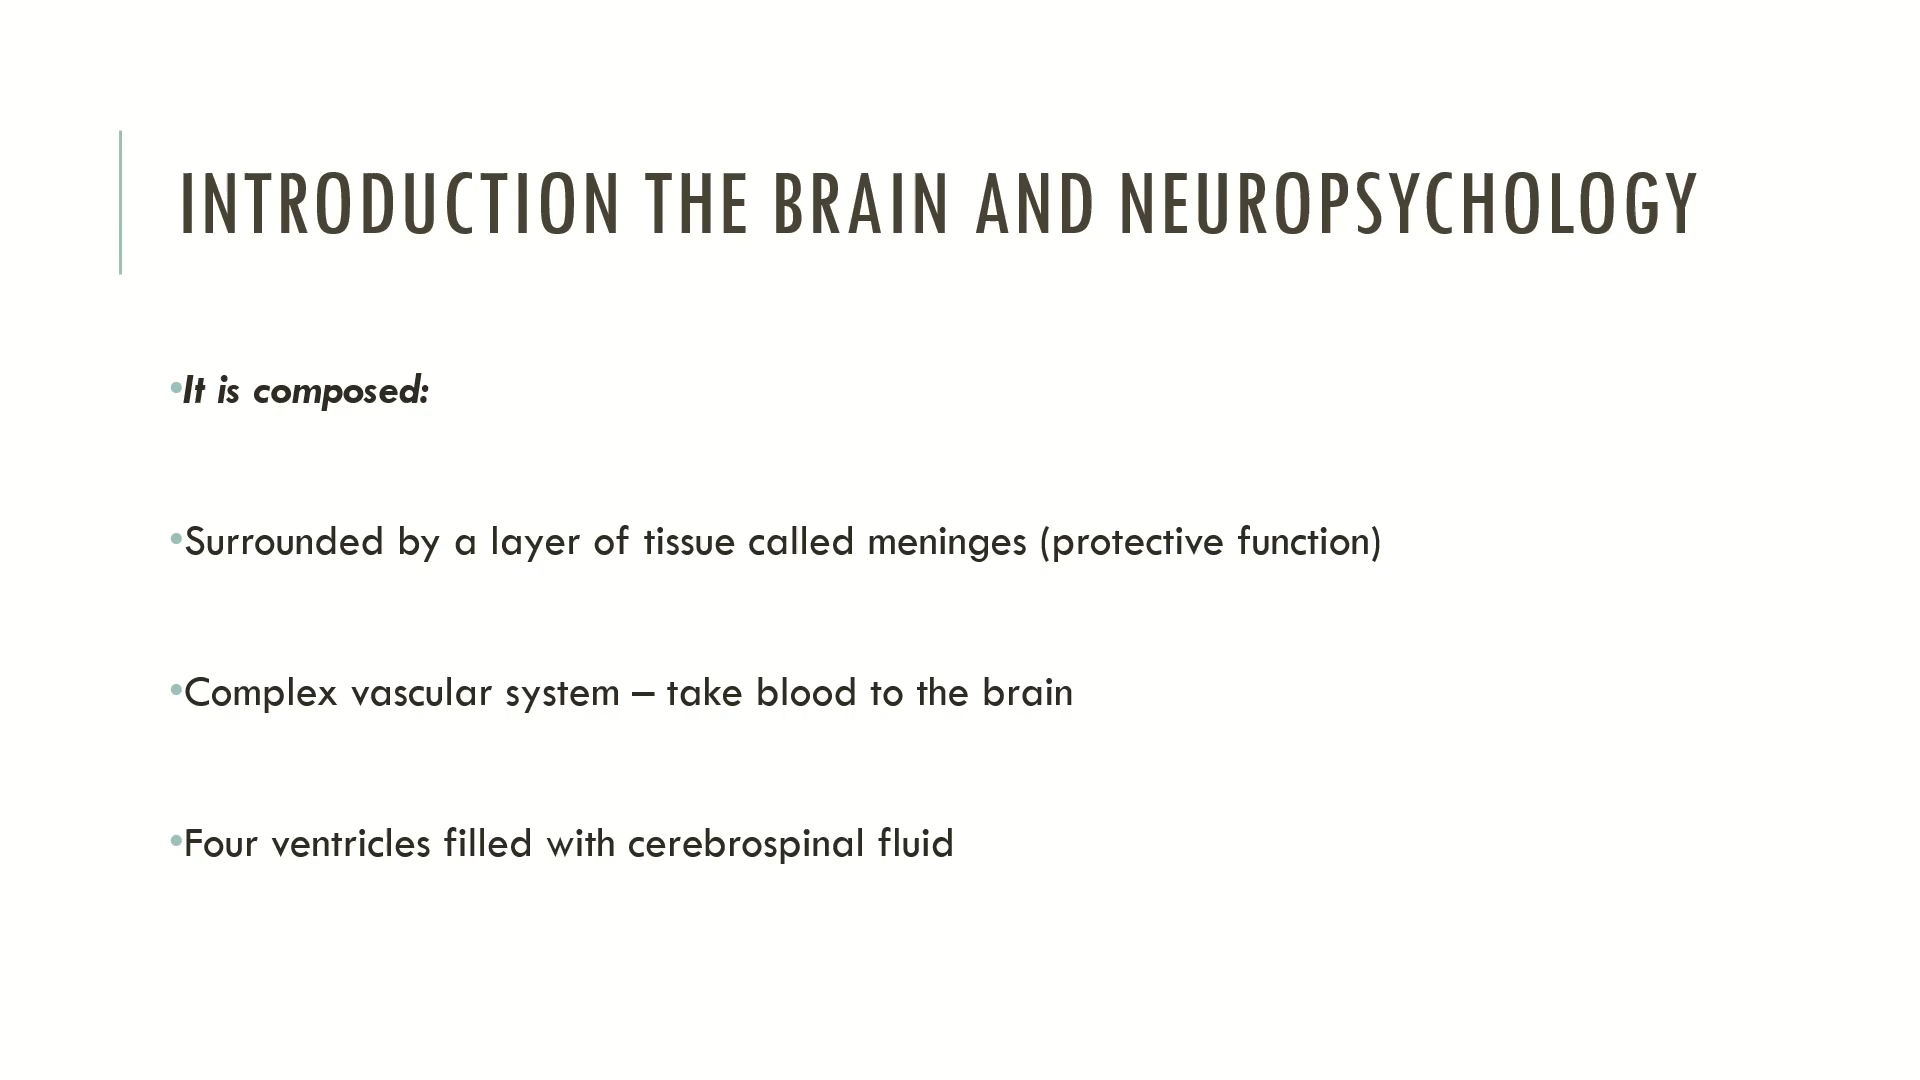 INTRODUCTION THE BRAIN AND NEUROPSYCHOLOGY
•It is composed:
•Surrounded by a layer of tissue called meninges (protective function)
•Complex vascular system – take blood to the brain
•Four ventricles filled with cerebrospinal fluid